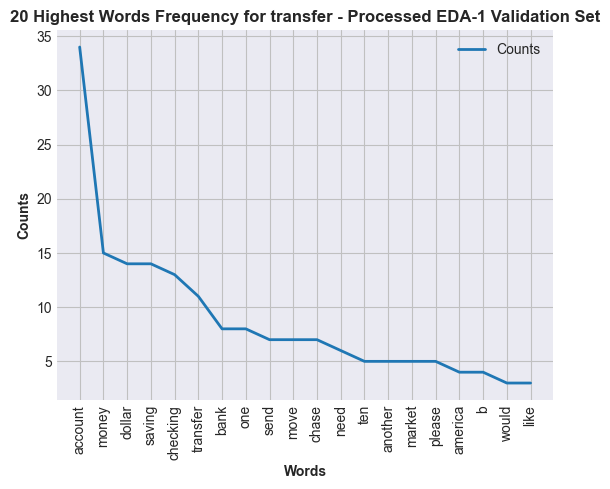 20 Highest Words Frequency for transfer - Processed EDA-1 Validation Set
Counts
35
30
25
20
15
10
5
Counts
account
money
dollar
saving
checking
transfer
bank
one
send
move
chase
need
ten
another
market
please
america
b
would
like
Words